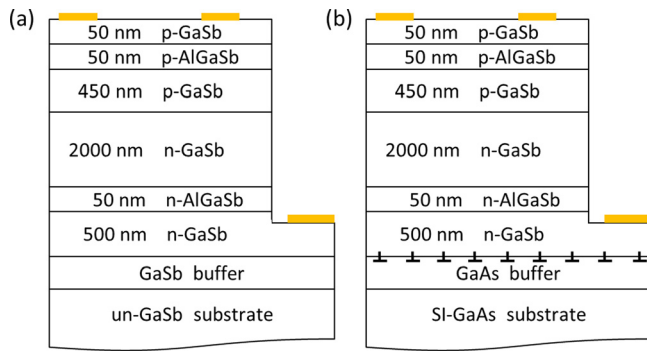 (a)
50 nm p-GaSb
50 nm p-AlGaSb
450 nm p-GaSb
2000 nm n-GaSb
50 nm n-AlGaSb
500 nm n-GaSb
GaSb buffer
un-GaSb substrate
(b)
50 nm p-GaSb
50 nm p-AlGaSb
450 nm p-GaSb
2000 nm n-GaSb
50 nm n-AlGaSb
500 nm n-GaSb
GaAs buffer
SI-GaAs substrate